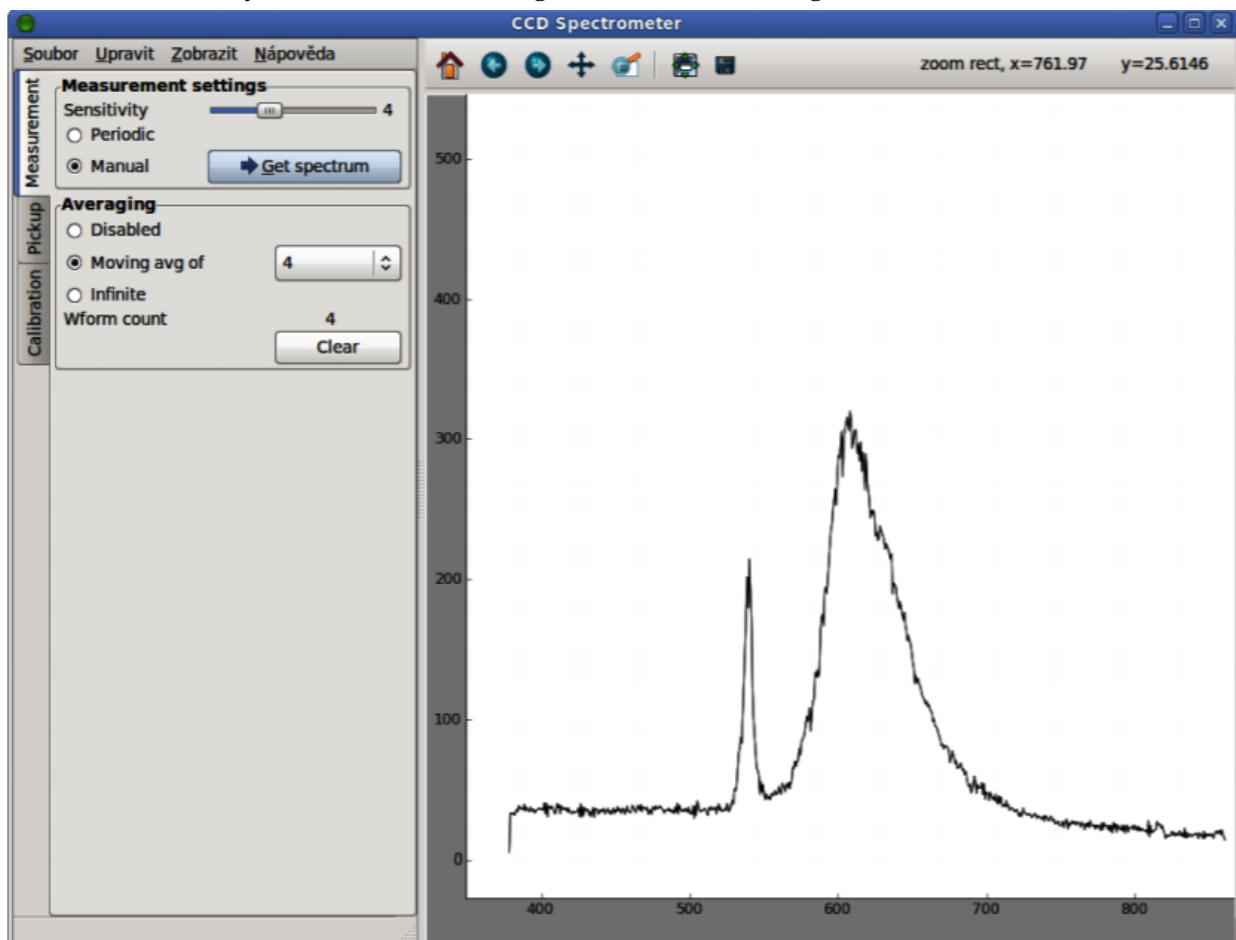 CCD Spectrometer
Soubor Upravit Zobrazit Nápověda
zoom rect, x=761.97 y=25.6146
Measurement
Pickup
Calibration
Measurement settings
Sensitivity 4
Periodic
Manual Get spectrum
Averaging
Disabled
Moving avg of 4
Infinite
Wform count 4
Clear
500
400
300
200
100
0
400 500 600 700 800